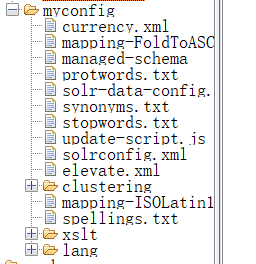 myconfig
currency.xml
mapping-FoldToASC
managed-schema
protwords.txt
solr-data-config.
synonyms.txt
stopwords.txt
update-script.js
solrconfig.xml
elevate.xml
clustering
mapping-ISOLatin1
spellings.txt
xslt
lang